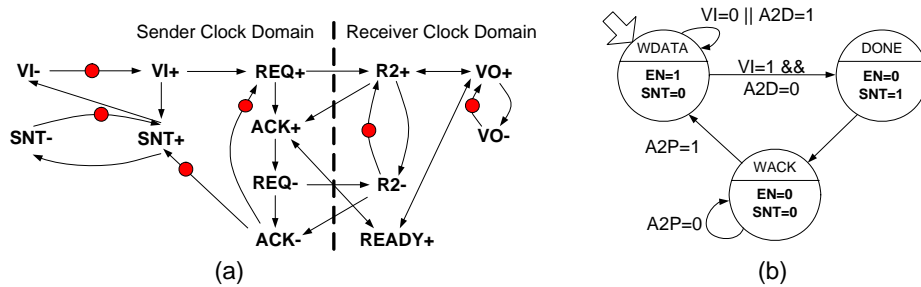 Sender Clock Domain
Receiver Clock Domain
VI-
VI+
REQ+
R2+
VO+
SNT-
SNT+
ACK+
VO-
REQ-
R2-
ACK-
READY+
(a)
VI=0 || A2D=1
WDATA
EN=1
SNT=0
VI=1 &&
A2D=0
DONE
EN=0
SNT=1
A2P=1
WACK
EN=0
SNT=0
A2P=0
(b)